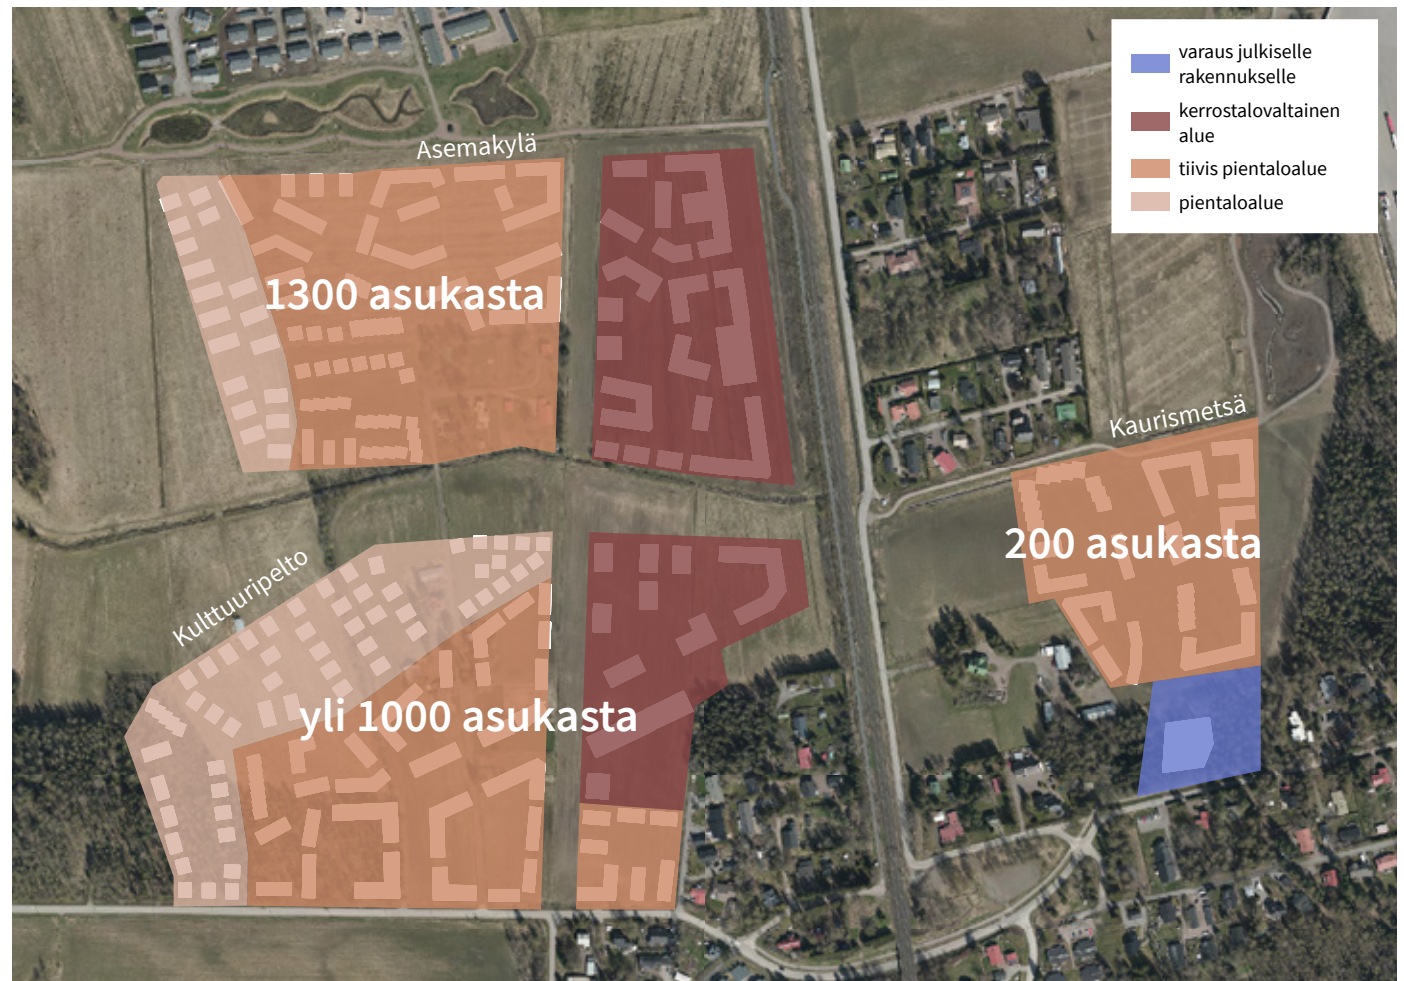 varaus julkiselle
rakennukselle
kerrostalovaltainen
alue
tiivis pientaloalue
pientaloalue
Asemakylä
1300 asukasta
Kaurismetsä
200 asukasta
Kulttuuripelto
yli 1000 asukasta